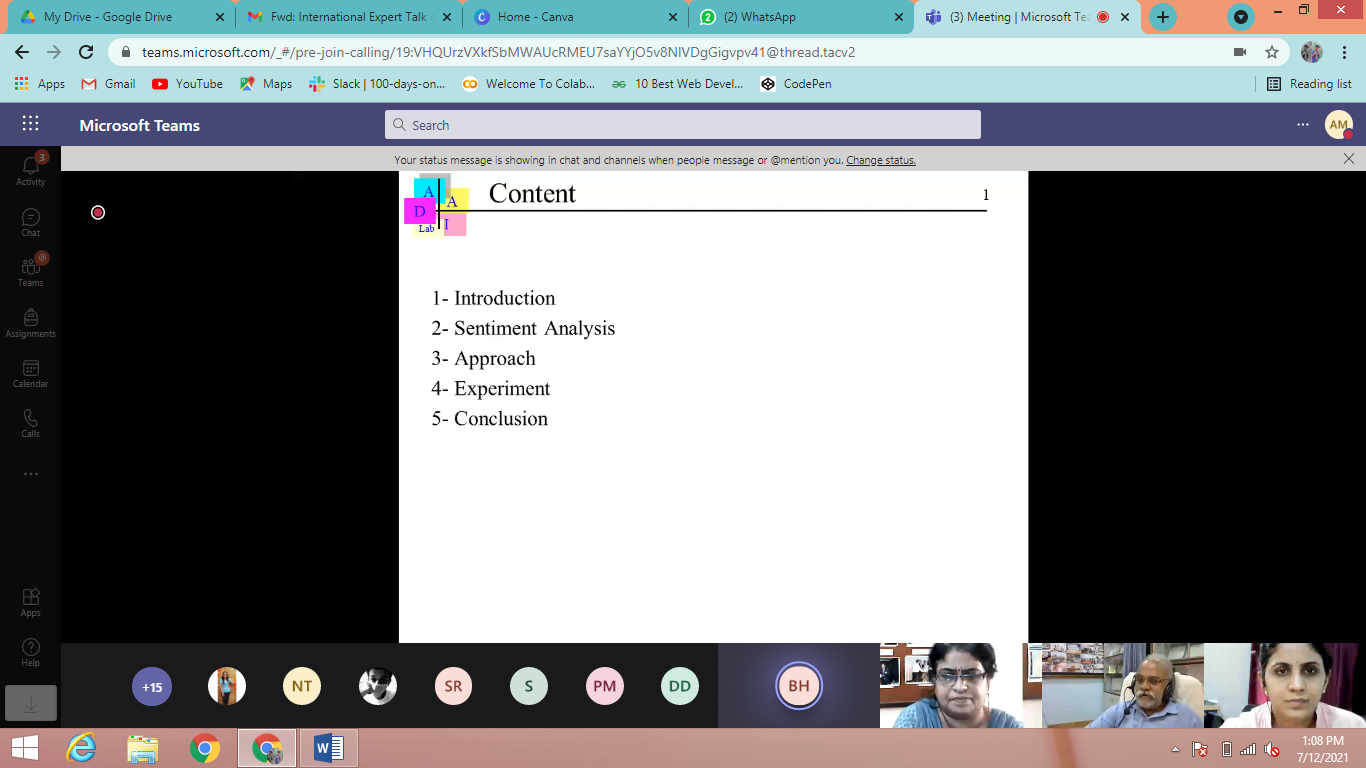 My Drive - Google Drive
Fwd: International Expert Talk o
Home - Canva
(2) WhatsApp
(3) Meeting | Microsoft Tea
teams.microsoft.com/_#/pre-join-calling/19:VHQUrzVXkfSbMWAUcRMEU7saYYjO5v8NIVDgGigvpv41@thread.tacv2
Apps
Gmail
YouTube
Maps
Slack | 100-days-on...
Welcome To Colab...
10 Best Web Devel...
CodePen
Reading list
Microsoft Teams
Search
AM
Your status message is showing in chat and channels when people message or @mention you. Change status.
3
Activity
Chat
Teams
Assignments
Calendar
Calls
Apps
Help
A
A
D
I
Lab
Content
1
1- Introduction
2- Sentiment Analysis
3- Approach
4- Experiment
5- Conclusion
+15
NT
SR
S
PM
DD
BH
1:08 PM
7/12/2021